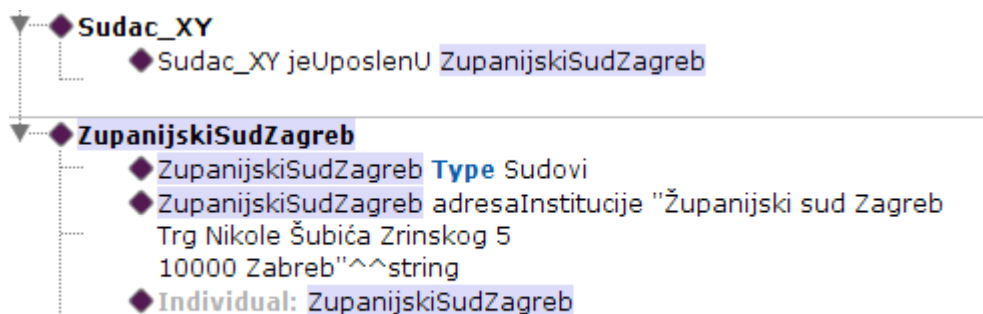 Sudac_XY
Sudac_XY jeUposlenU ZupanijskiSudZagreb
ZupanijskiSudZagreb
ZupanijskiSudZagreb Type Sudovi
ZupanijskiSudZagreb adresaInstitucije "Županijski sud Zagreb
Trg Nikole Šubića Zrinskog 5
10000 Zabreb"^^string
Individual: ZupanijskiSudZagreb